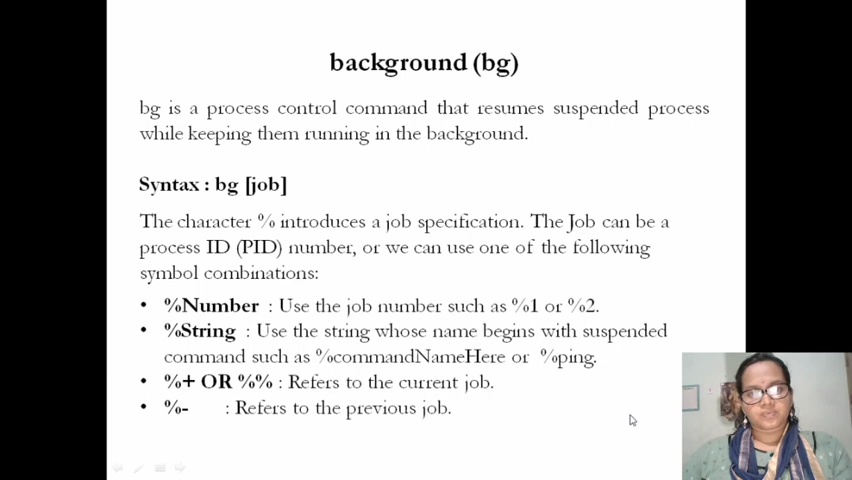 background (bg)
bg is a process control command that resumes suspended process
while keeping them running in the background.
Syntax : bg [job]
The character % introduces a job specification. The Job can be a
process ID (PID) number, or we can use one of the following
symbol combinations:
• %Number : Use the job number such as %1 or %2.
• %String : Use the string whose name begins with suspended
command such as %commandNameHere or %ping.
• %+ OR %% : Refers to the current job.
• %- : Refers to the previous job.